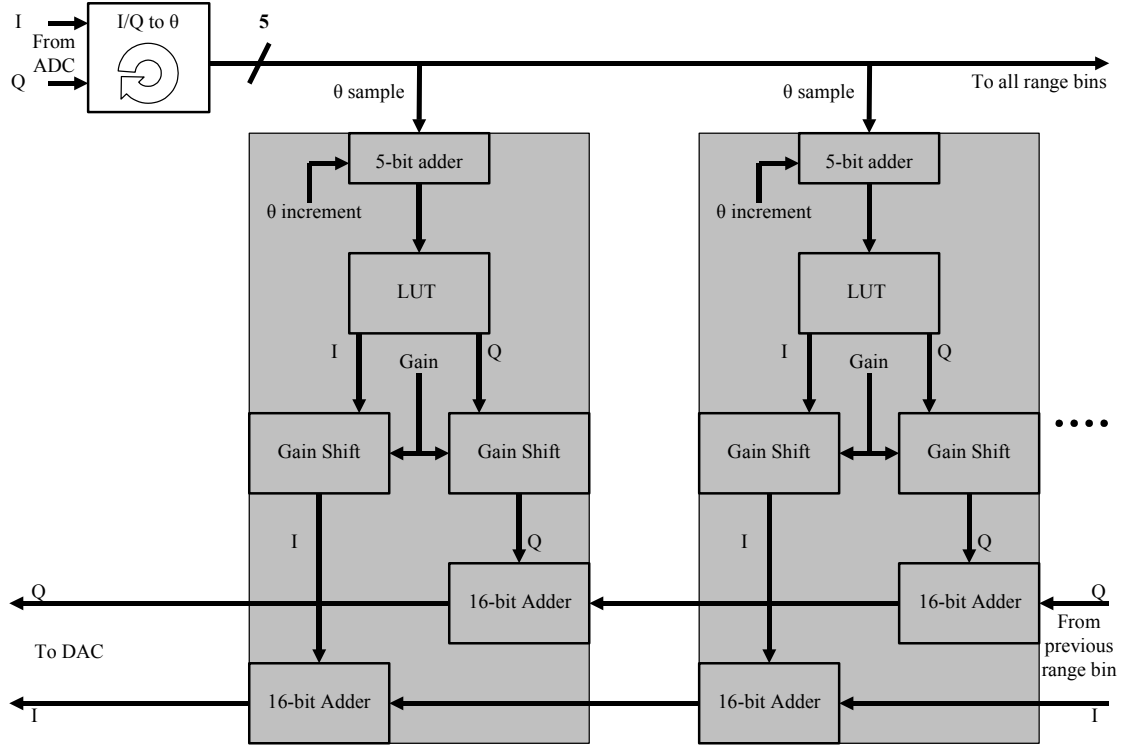 I
From
ADC
Q
I/Q to θ
5
To all range bins
θ sample
θ sample
5-bit adder
5-bit adder
θ increment
θ increment
LUT
LUT
I
Q
Gain
I
Q
Gain
Gain Shift
Gain Shift
Gain Shift
Gain Shift
I
Q
I
Q
Q
16-bit Adder
16-bit Adder
Q
From
previous
range bin
To DAC
16-bit Adder
16-bit Adder
I
I